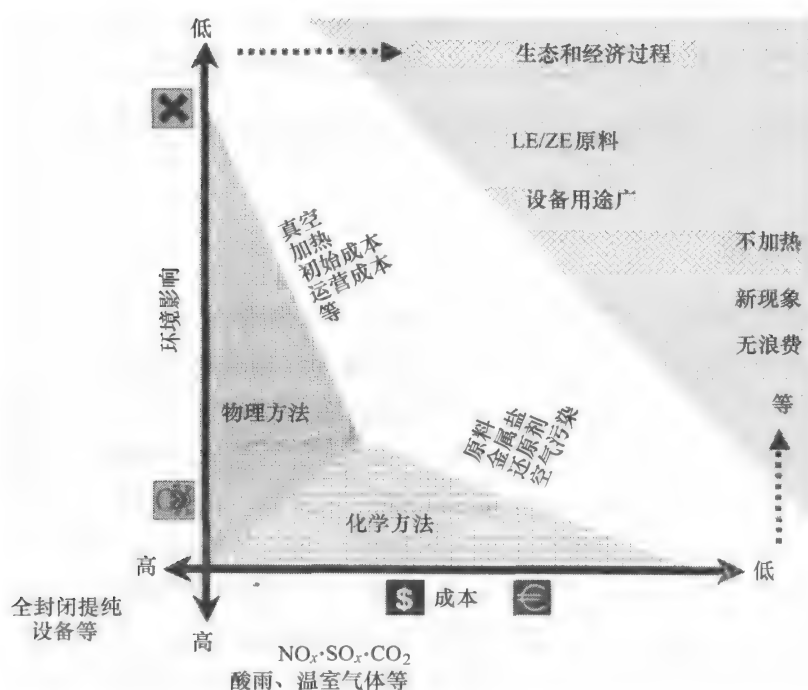 低
生态和经济过程
LE/ZE原料
设备用途广
不加热
新现象
无浪费
等
真空
加热
初始成本
运营成本
等
环境影响
物理方法
原料
金属盐
还原剂
空气污染
化学方法
高
低
$ 成本 €
全封闭提纯
设备等
高
NOₓ·SOₓ·CO₂
酸雨、温室气体等